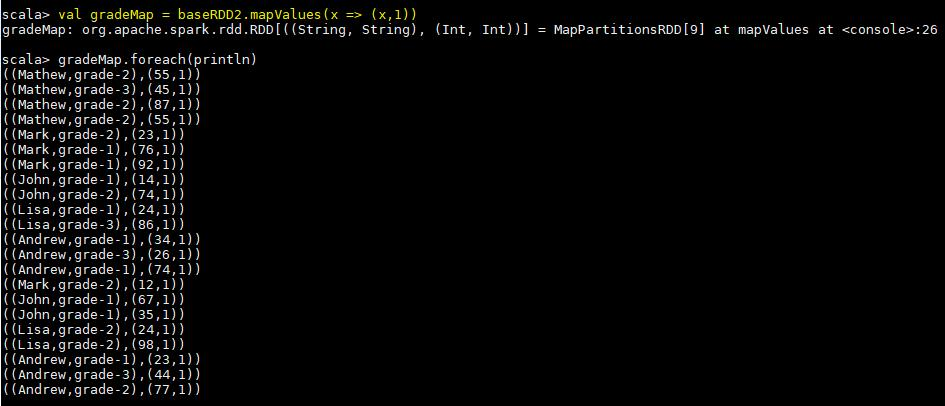 scala> val gradeMap = baseRDD2.mapValues(x => (x,1))
gradeMap: org.apache.spark.rdd.RDD[((String, String), (Int, Int))] = MapPartitionsRDD[9] at mapValues at <console>:26
scala> gradeMap.foreach(println)
((Mathew,grade-2),(55,1))
((Mathew,grade-3),(45,1))
((Mathew,grade-2),(87,1))
((Mathew,grade-2),(55,1))
((Mark,grade-2),(23,1))
((Mark,grade-1),(76,1))
((Mark,grade-1),(92,1))
((John,grade-1),(14,1))
((John,grade-2),(74,1))
((Lisa,grade-1),(24,1))
((Lisa,grade-3),(86,1))
((Andrew,grade-1),(34,1))
((Andrew,grade-3),(26,1))
((Andrew,grade-1),(74,1))
((Mark,grade-2),(12,1))
((John,grade-1),(67,1))
((John,grade-1),(35,1))
((Lisa,grade-2),(24,1))
((Lisa,grade-2),(98,1))
((Andrew,grade-1),(23,1))
((Andrew,grade-3),(44,1))
((Andrew,grade-2),(77,1))